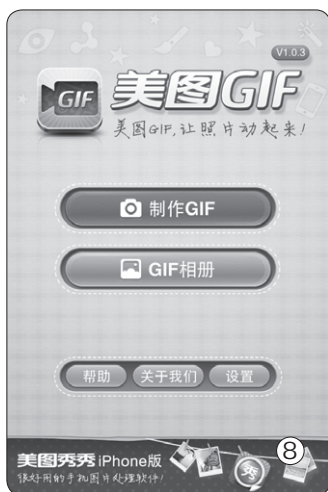 V1.0.3
GIF 美图GIF
美图GIF,让照片动起来!
制作GIF
GIF相册
帮助 关于我们 设置
美图秀秀 iPhone版
很好用的手机图片处理软件!
秀
⑧